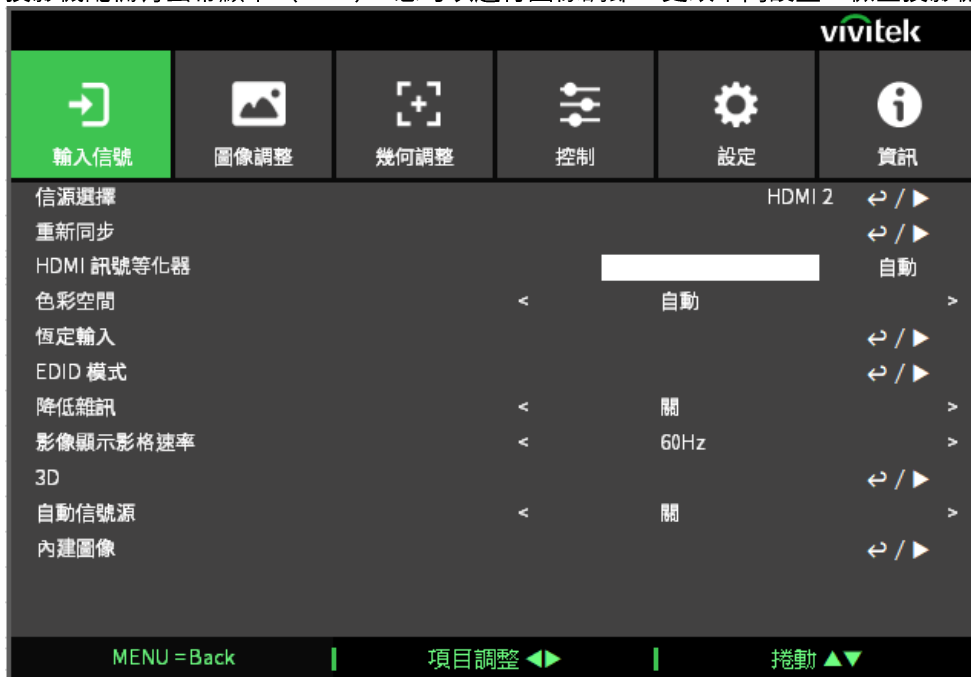 vivitek
輸入信號 圖像調整 幾何調整 控制 設定 資訊
信源選擇 HDMI 2 ↩ / ▶
重新同步 ↩ / ▶
HDMI 訊號等化器 自動
色彩空間 < 自動 >
恆定輸入 ↩ / ▶
EDID 模式 ↩ / ▶
降低雜訊 < 關 >
影像顯示影格速率 < 60Hz >
3D ↩ / ▶
自動信號源 < 關 >
內建圖像 ↩ / ▶
MENU = Back 項目調整 ◀▶ 捲動 ▲▼